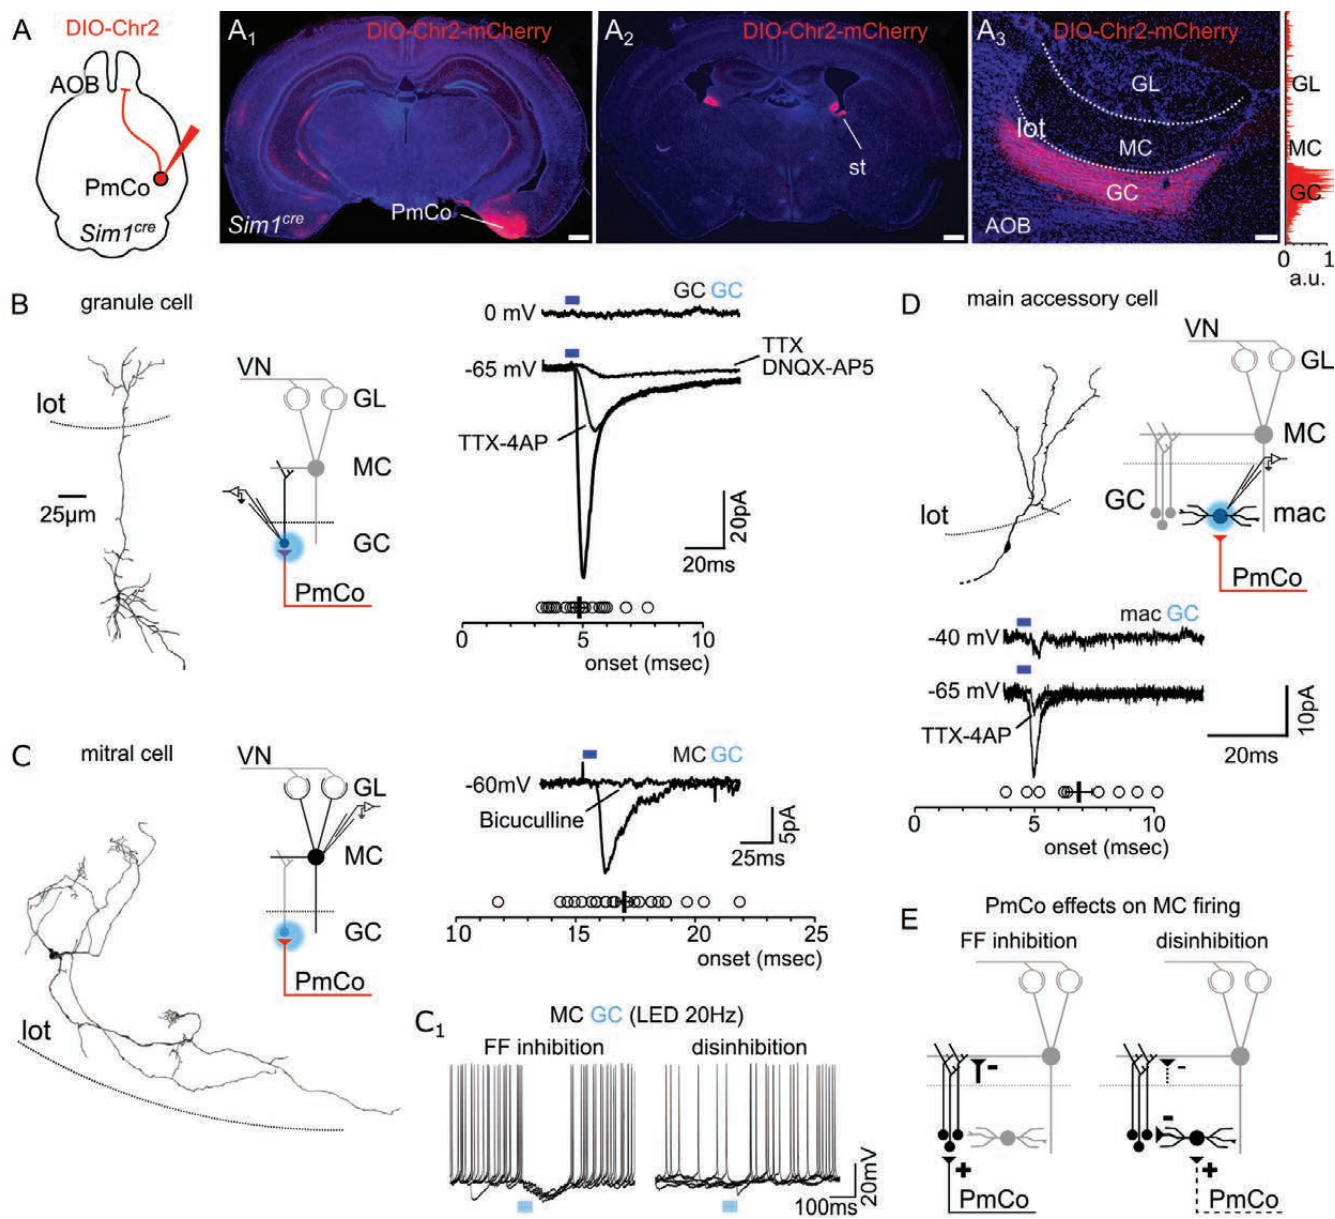 A
DIO-Chr2
AOB
PmCo
Sim1cre
A1
DIO-Chr2-mCherry
PmCo
Sim1cre
A2
DIO-Chr2-mCherry
st
A3
DIO-Chr2-mCherry
GL
lot
MC
GC
AOB
GL
MC
GC
0 1
a.u.
B
granule cell
lot
25µm
VN
GL
MC
GC
PmCo
GC GC
0 mV
-65 mV
TTX
DNQX-AP5
TTX-4AP
20pA
20ms
0 5 10
onset (msec)
C
mitral cell
lot
VN
GL
MC
GC
PmCo
MC GC
-60mV
Bicuculline
5pA
25ms
10 15 20 25
onset (msec)
C1
MC GC (LED 20Hz)
FF inhibition
disinhibition
20mV
100ms
D
main accessory cell
lot
VN
GL
MC
GC
mac
PmCo
mac GC
-40 mV
-65 mV
TTX-4AP
10pA
20ms
0 5 10
onset (msec)
E
PmCo effects on MC firing
FF inhibition
disinhibition
-
+
PmCo
-
-
+
PmCo